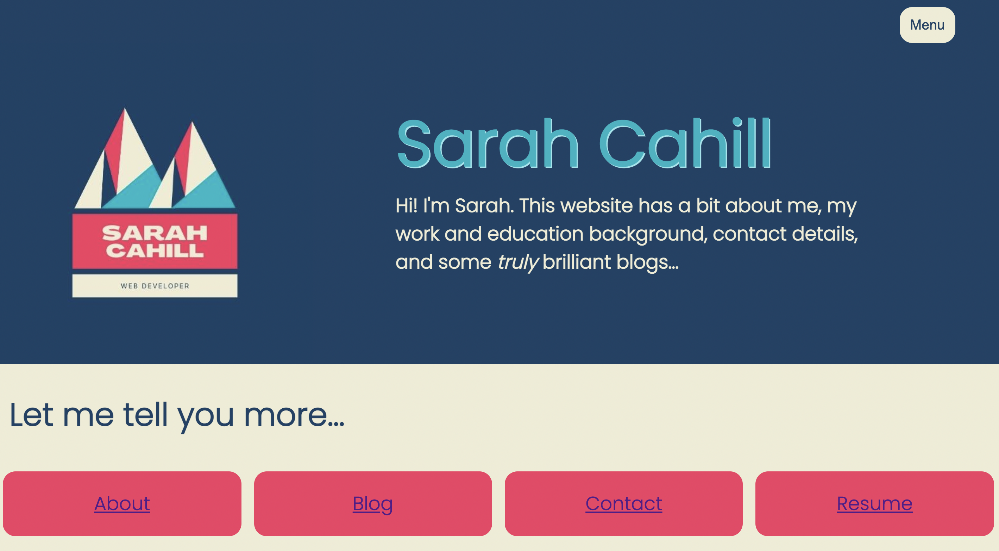 Menu
SARAH
CAHILL
WEB DEVELOPER
Sarah Cahill
Hi! I'm Sarah. This website has a bit about me, my
work and education background, contact details,
and some truly brilliant blogs...
Let me tell you more...
About
Blog
Contact
Resume